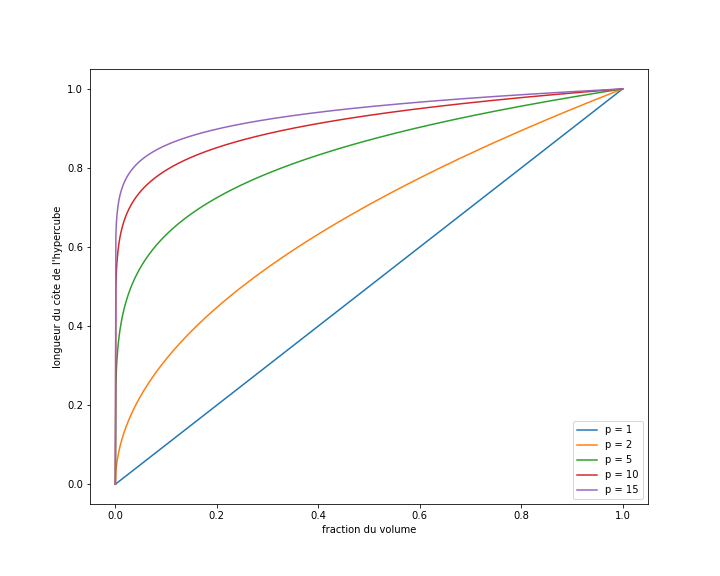 1.0
0.8
0.6
0.4
0.2
0.0
longueur du côte de l'hypercube
0.0 0.2 0.4 0.6 0.8 1.0
fraction du volume
p = 1
p = 2
p = 5
p = 10
p = 15